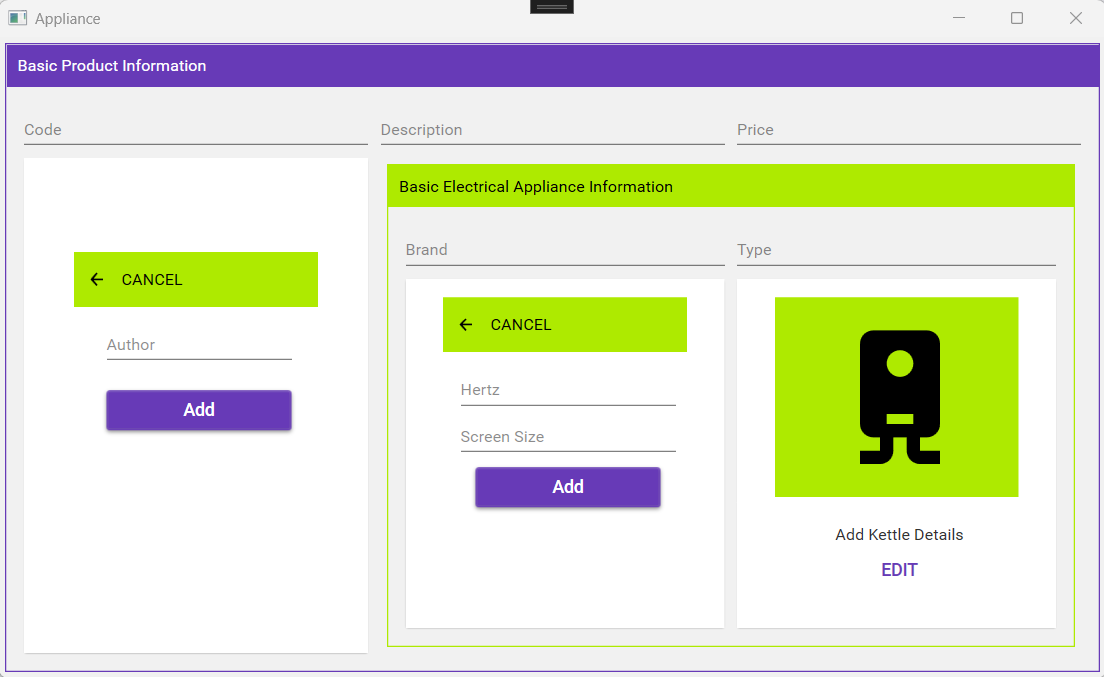 Appliance
Basic Product Information
Code
Description
Price
CANCEL
Author
Add
Basic Electrical Appliance Information
Brand
Type
CANCEL
Hertz
Screen Size
Add
Add Kettle Details
EDIT